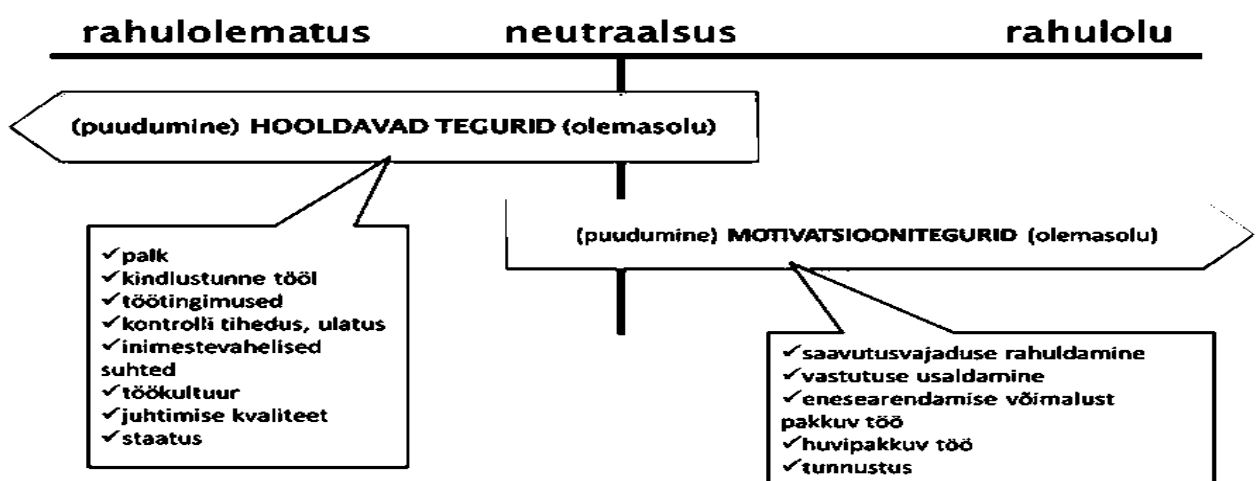 rahulolematus neutraalsus rahulolu
(puudumine) HOOLDAVAD TEGURID (olemasolu)
(puudumine) MOTIVATSIOONITEGURID (olemasolu)
✓palk
✓kindlustunne tööl
✓töötingimused
✓kontrolli tihedus, ulatus
✓inimestevahelised
suhted
✓töökultuur
✓juhtimise kvaliteet
✓staatus
✓saavutusvajaduse rahuldamine
✓vastutuse usaldamine
✓enesearendamise võimalust
pakkuv töö
✓huvipakkuv töö
✓tunnustus